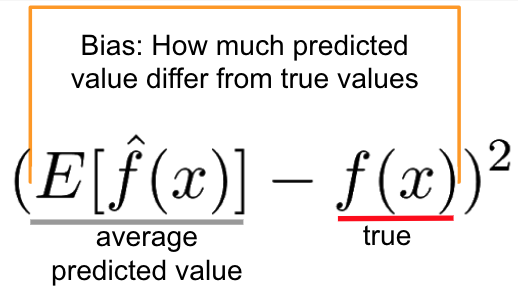 Bias: How much predicted
value differ from true values
(E[f̂(x)] − f(x))²
average
predicted value
true